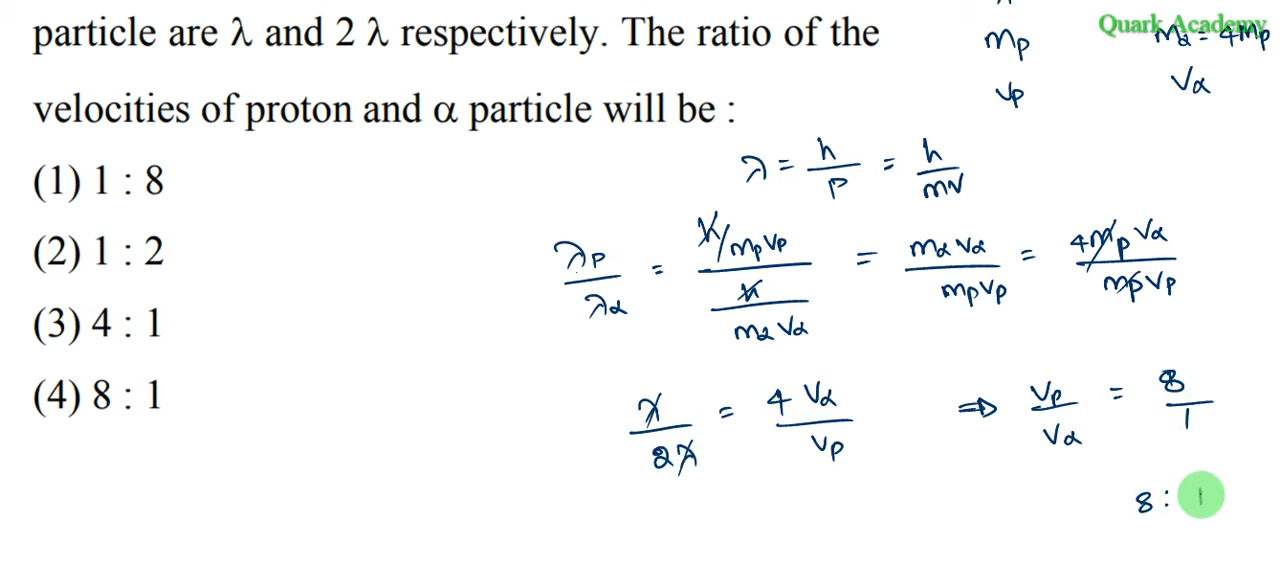 particle are λ and 2 λ respectively. The ratio of the
velocities of proton and α particle will be :
(1) 1 : 8
(2) 1 : 2
(3) 4 : 1
(4) 8 : 1
Quark Academy
mp mα = 4mp
vp vα
λ = h/p = h/mv
λp/λα = (h/mpvp)/(h/mαvα) = mαvα/mpvp = 4mpvα/mpvp
λ/2λ = 4vα/vp ⇒ vp/vα = 8/1
8 : 1